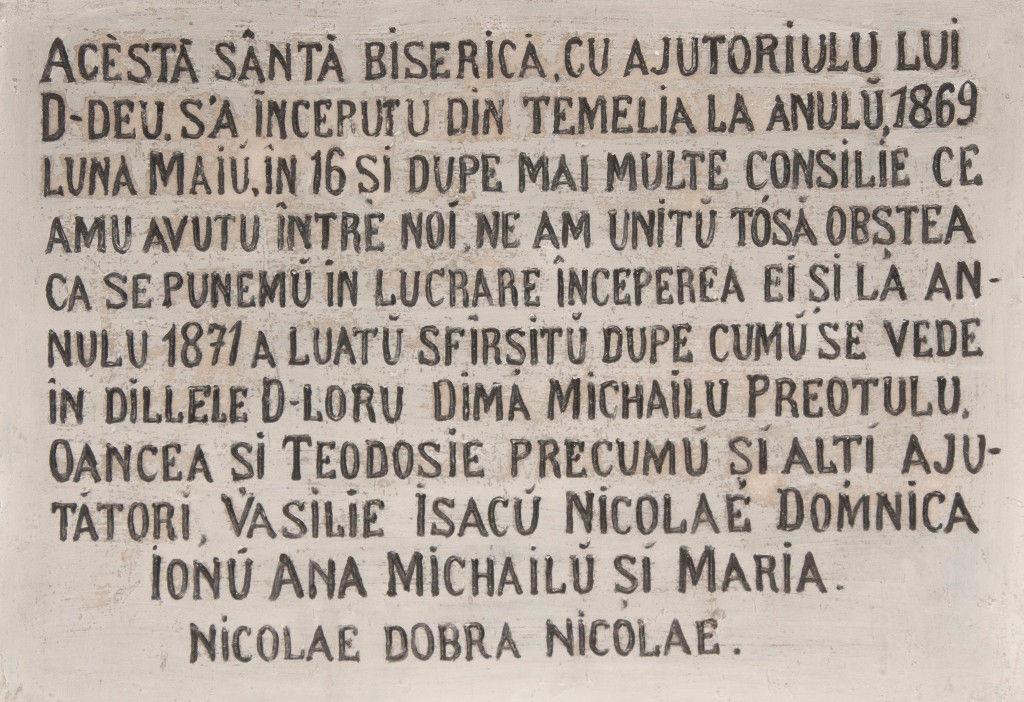 ACÈSTĂ SÂNTĂ BISERICĂ, CU AJUTORIULU LUI
D-DEU. S'A ÎNCEPUTU DIN TEMELIA LA ANULŬ, 1869
LUNA MAIŬ, ÎN 16 ȘI DUPE MAI MULTE CONSILIE CE
AMU AVUTU ÎNTRE NOI, NE AM UNITŬ TÓSĂ OBȘTEA
CA SE PUNEMŬ IN LUCRARE ÎNCEPEREA EI ȘI LA AN-
NULU 1871 A LUATŬ SFÎRȘITŬ DUPE CUMŬ SE VEDE
ÎN DILLELE D-LORU DIMA MICHAILU PREOTULU.
OANCEA ȘI TEODOSIE PRECUMŬ ȘI ALȚI AJU-
TĂTORI, VASILIE ISACŬ NICOLAE DOMNICA
IONŬ ANA MICHAILŬ ȘI MARIA.
NICOLAE DOBRA NICOLAE.